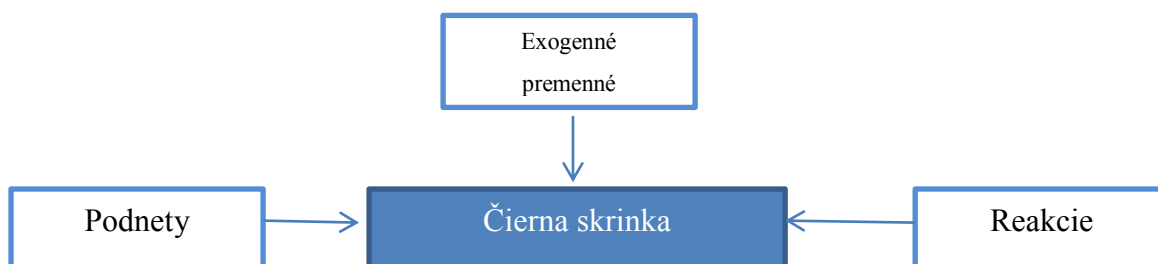 Exogenné
premenné
Podnety
Čierna skrinka
Reakcie